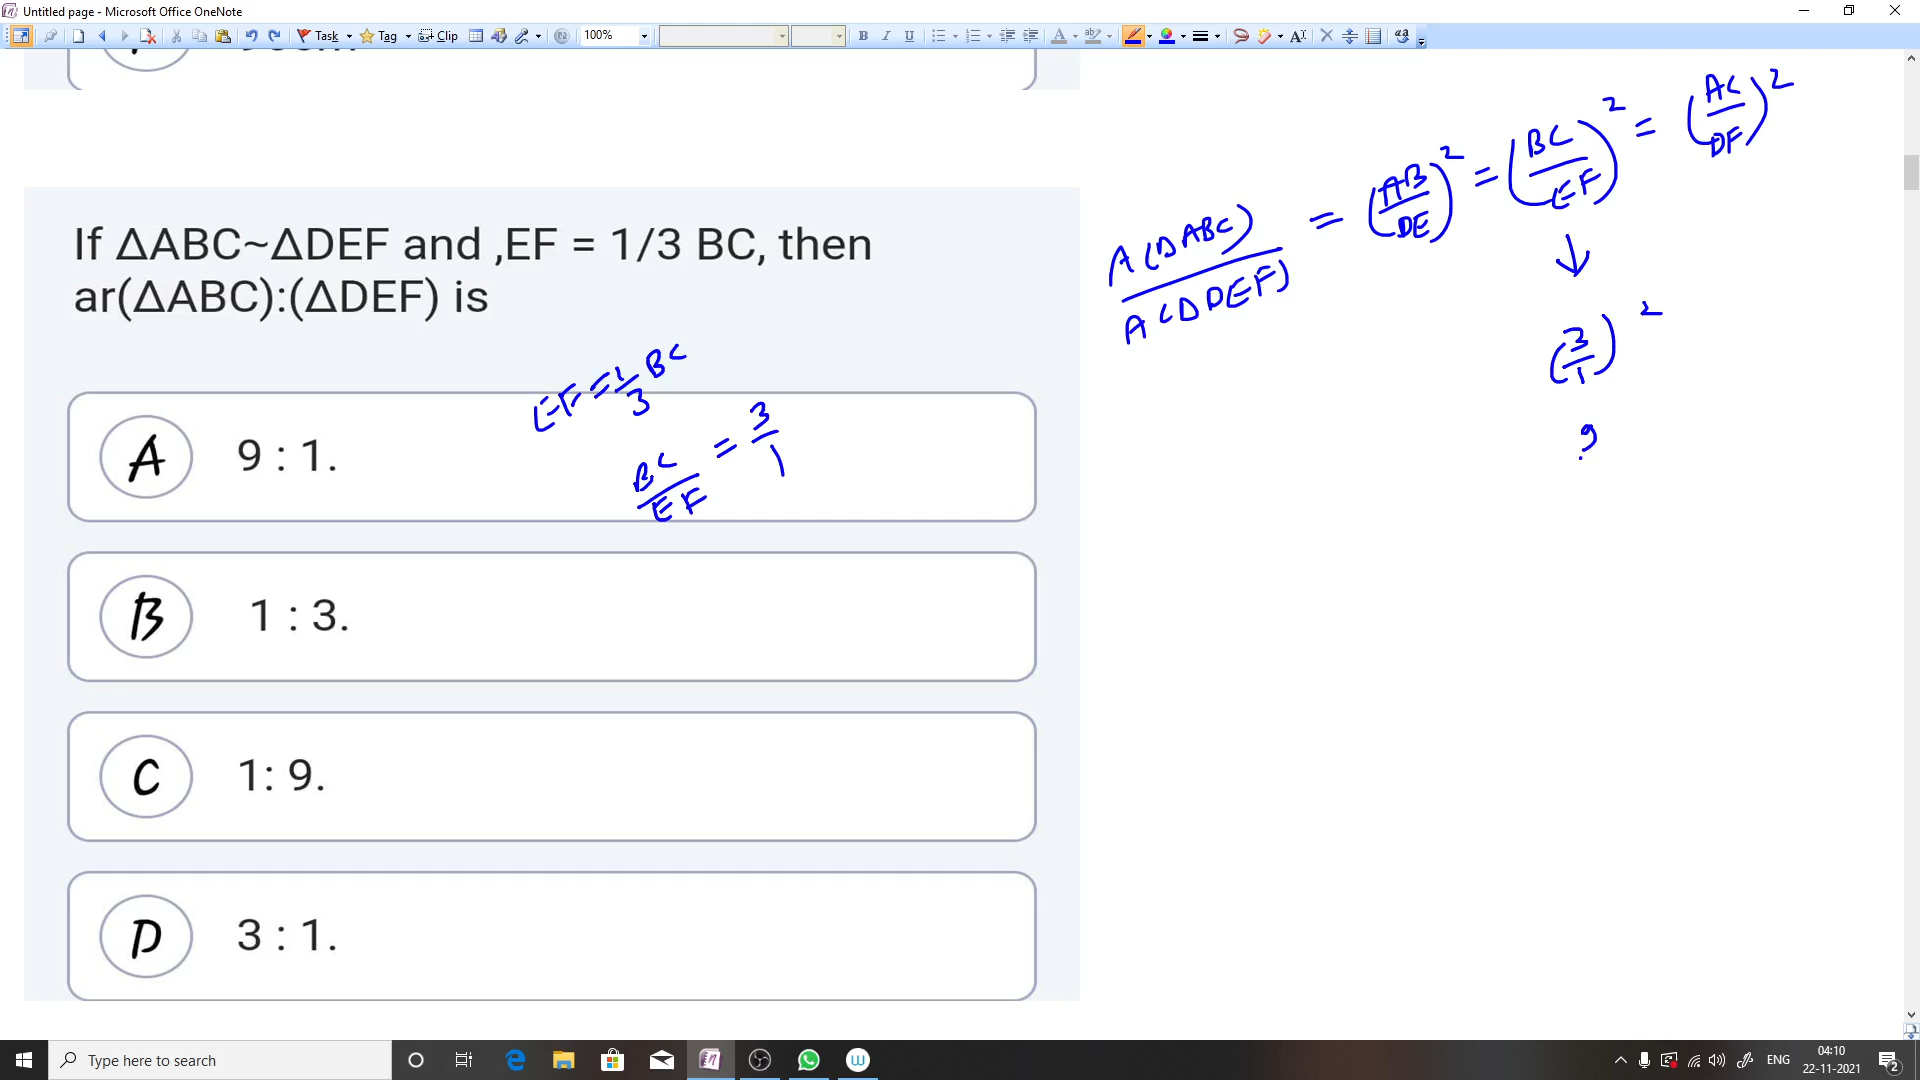 Untitled page - Microsoft Office OneNote
Task
Tag
Clip
100%
If ΔABC~ΔDEF and ,EF = 1/3 BC, then
ar(ΔABC):(ΔDEF) is
A 9 : 1.
B 1 : 3.
C 1: 9.
D 3 : 1.
EF = 1/3 BC
BC/EF = 3/1
A(ΔABC)/A(ΔDEF) = (AB/DE)² = (BC/EF)² = (AC/DF)²
(3/1)²
9
Type here to search
ENG
04:10
22-11-2021
2